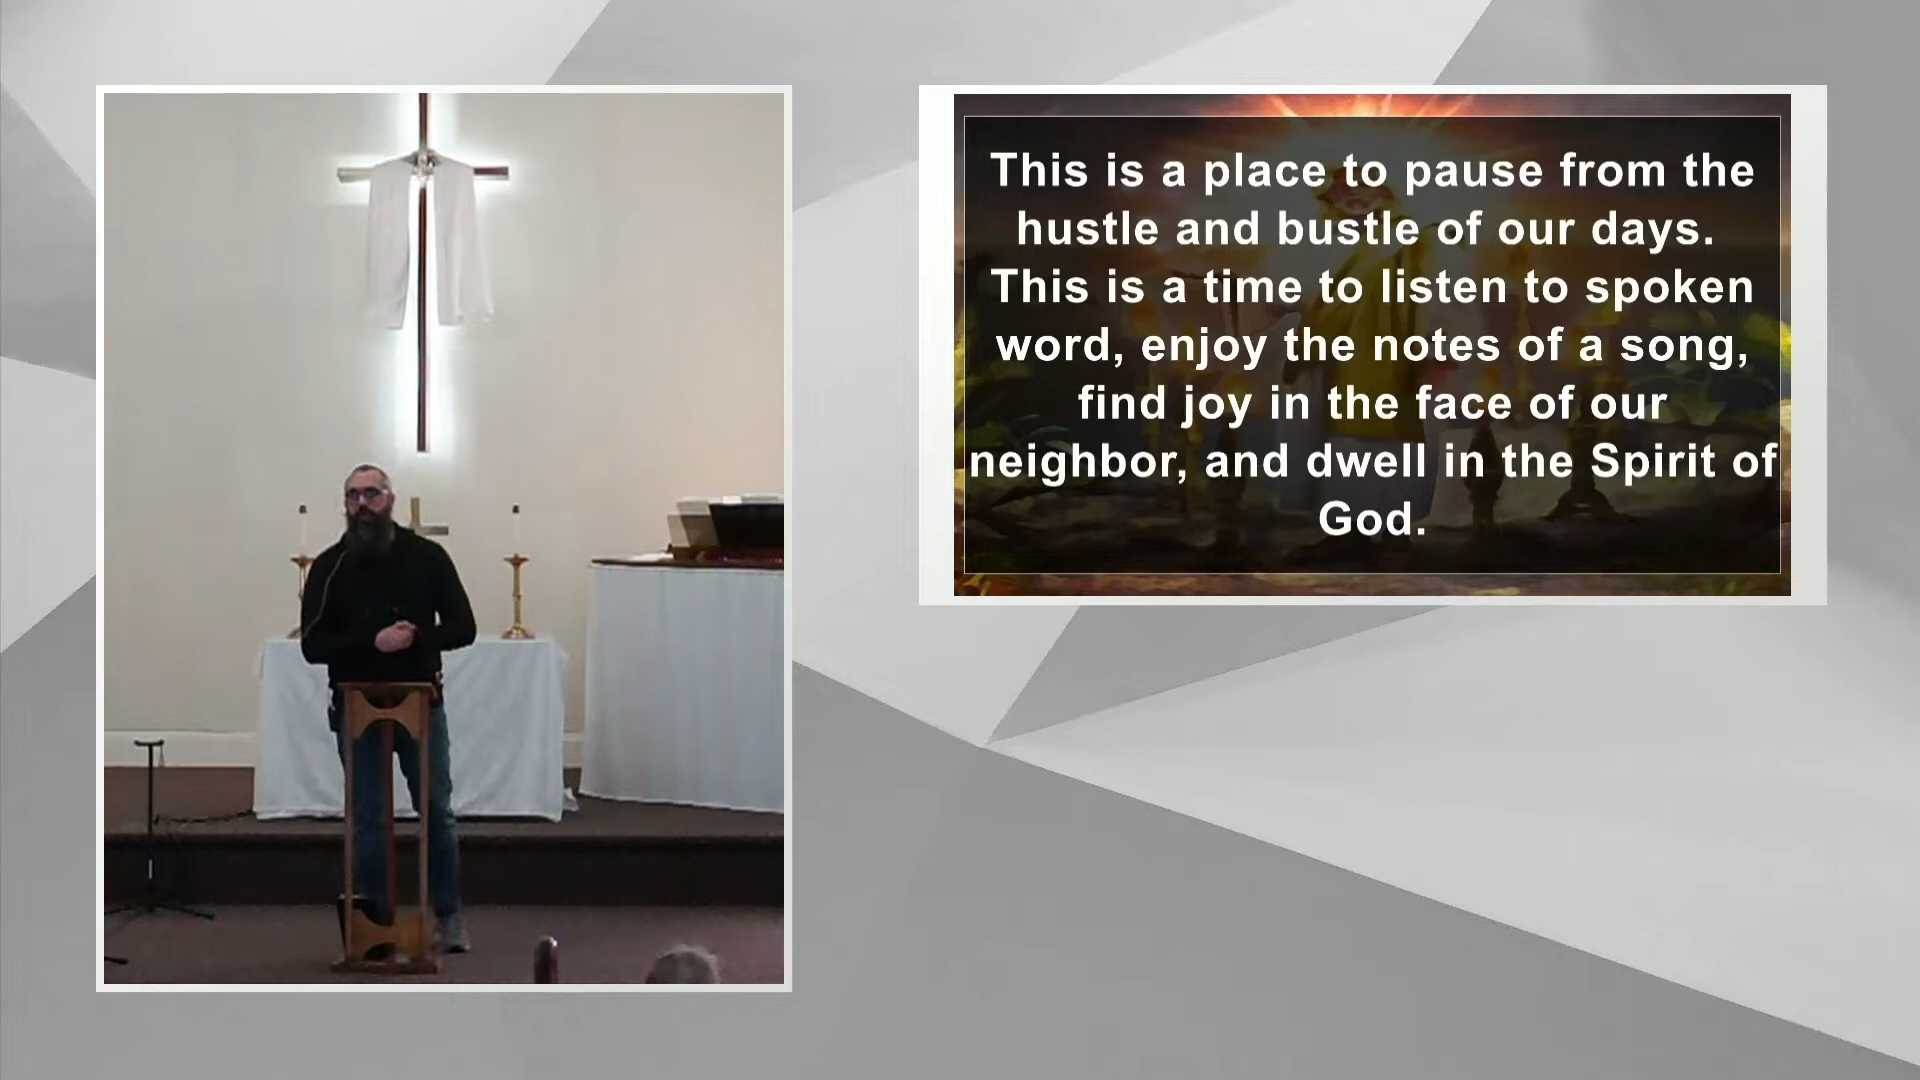 This is a place to pause from the
hustle and bustle of our days.
This is a time to listen to spoken
word, enjoy the notes of a song,
find joy in the face of our
neighbor, and dwell in the Spirit of
God.